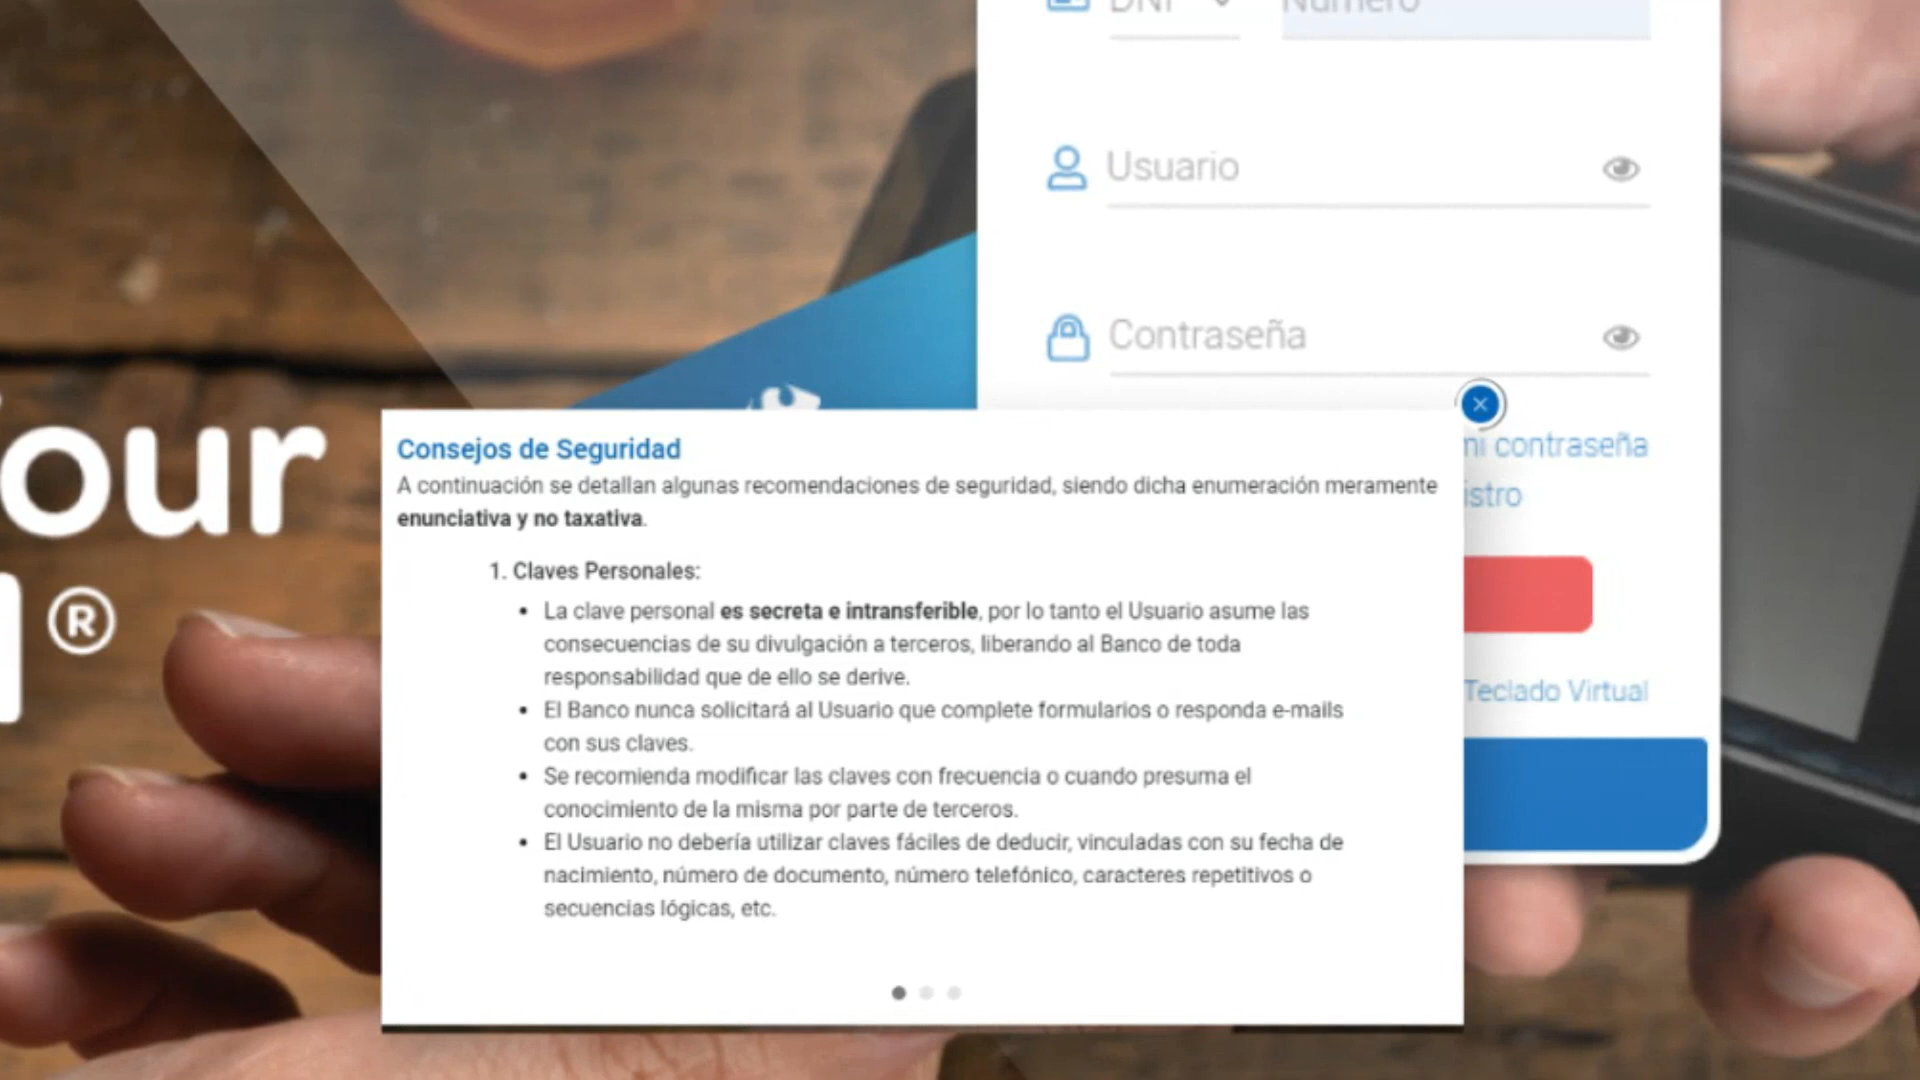 DNI
Número
Usuario
Contraseña
our
®
mi contraseña
istro
Teclado Virtual
Consejos de Seguridad
A continuación se detallan algunas recomendaciones de seguridad, siendo dicha enumeración meramente
enunciativa y no taxativa.
1. Claves Personales:
• La clave personal es secreta e intransferible, por lo tanto el Usuario asume las
consecuencias de su divulgación a terceros, liberando al Banco de toda
responsabilidad que de ello se derive.
• El Banco nunca solicitará al Usuario que complete formularios o responda e-mails
con sus claves.
• Se recomienda modificar las claves con frecuencia o cuando presuma el
conocimiento de la misma por parte de terceros.
• El Usuario no debería utilizar claves fáciles de deducir, vinculadas con su fecha de
nacimiento, número de documento, número telefónico, caracteres repetitivos o
secuencias lógicas, etc.